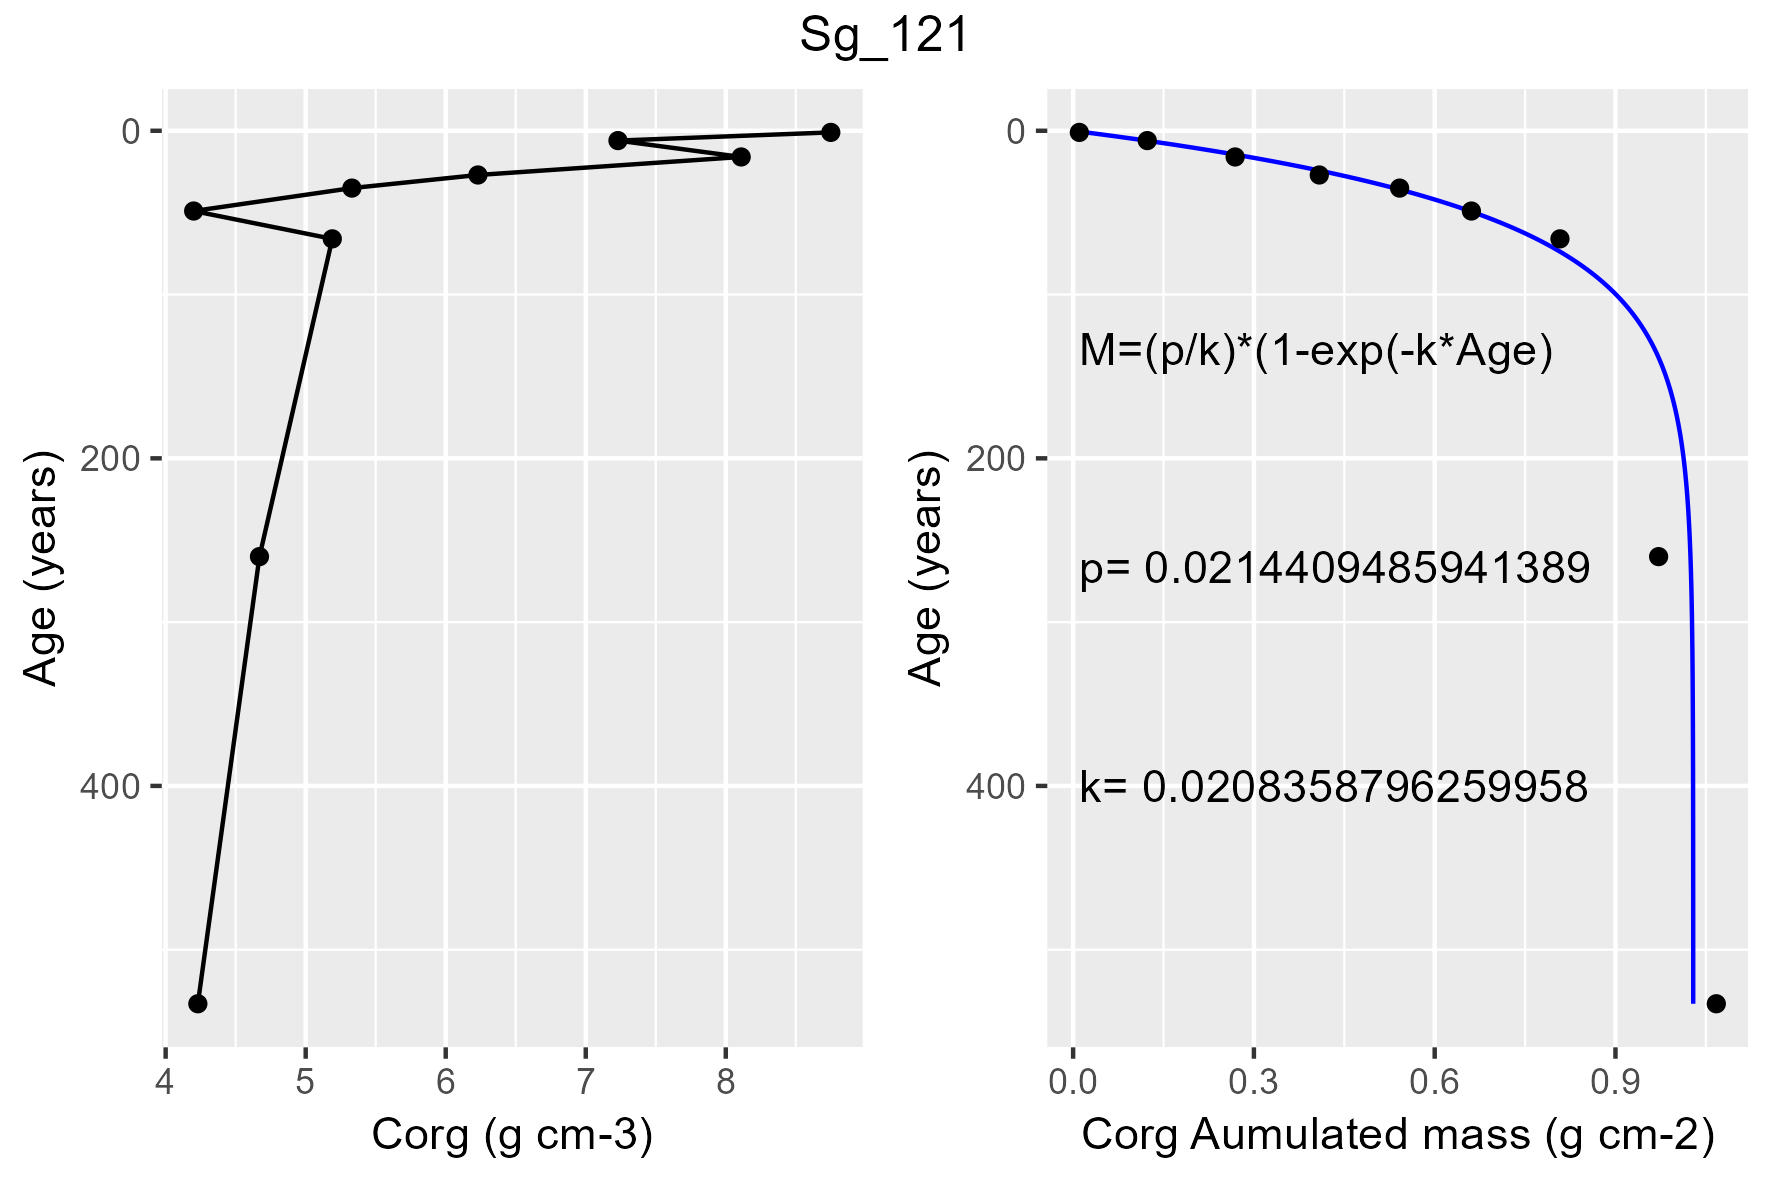 Sg_121
0
200
400
Age (years)
4 5 6 7 8
Corg (g cm-3)
0
200
400
Age (years)
M=(p/k)*(1-exp(-k*Age)
p= 0.0214409485941389
k= 0.0208358796259958
0.0 0.3 0.6 0.9
Corg Aumulated mass (g cm-2)